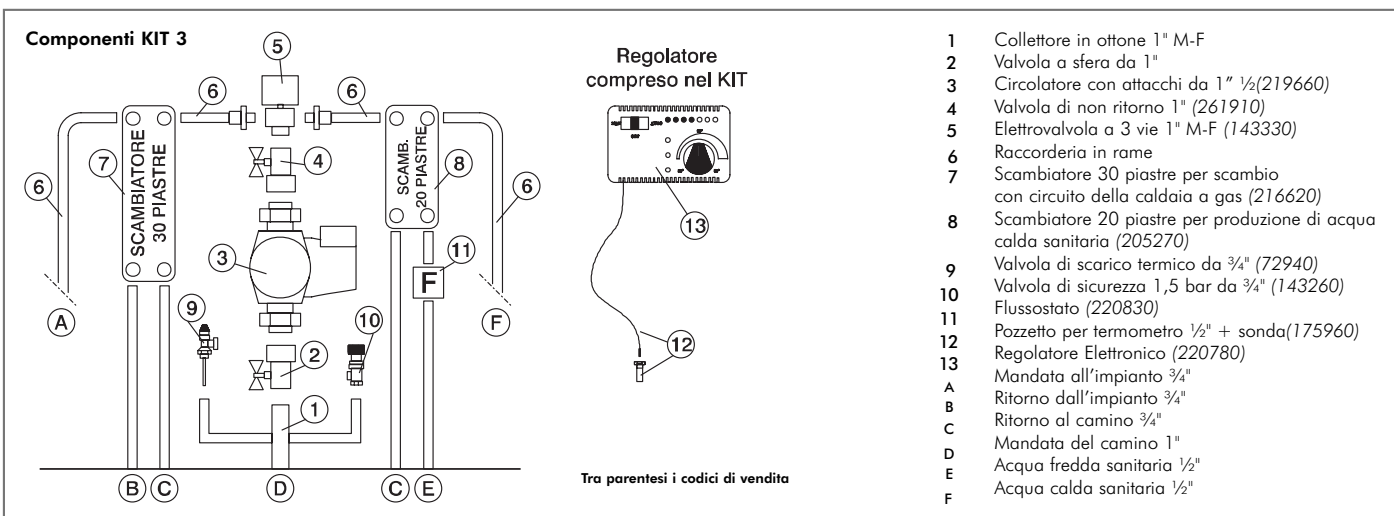 Componenti KIT 3
5
6
6
SCAMBIATORE
30 PIASTRE
7
4
SCAMB.
20 PIASTRE
8
6
6
3
11
F
A
9
10
F
2
1
B
C
D
C
E
Regolatore
compreso nel KIT
13
12
Tra parentesi i codici di vendita
1 Collettore in ottone 1" M-F
2 Valvola a sfera da 1"
3 Circolatore con attacchi da 1" ½(219660)
4 Valvola di non ritorno 1" (261910)
5 Elettrovalvola a 3 vie 1" M-F (143330)
6 Raccorderia in rame
7 Scambiatore 30 piastre per scambio
con circuito della caldaia a gas (216620)
8 Scambiatore 20 piastre per produzione di acqua
calda sanitaria (205270)
9 Valvola di scarico termico da ¾" (72940)
10 Valvola di sicurezza 1,5 bar da ¾" (143260)
11 Flussostato (220830)
12 Pozzetto per termometro ½" + sonda(175960)
13 Regolatore Elettronico (220780)
A Mandata all'impianto ¾"
B Ritorno dall'impianto ¾"
C Ritorno al camino ¾"
D Mandata del camino 1"
E Acqua fredda sanitaria ½"
F Acqua calda sanitaria ½"